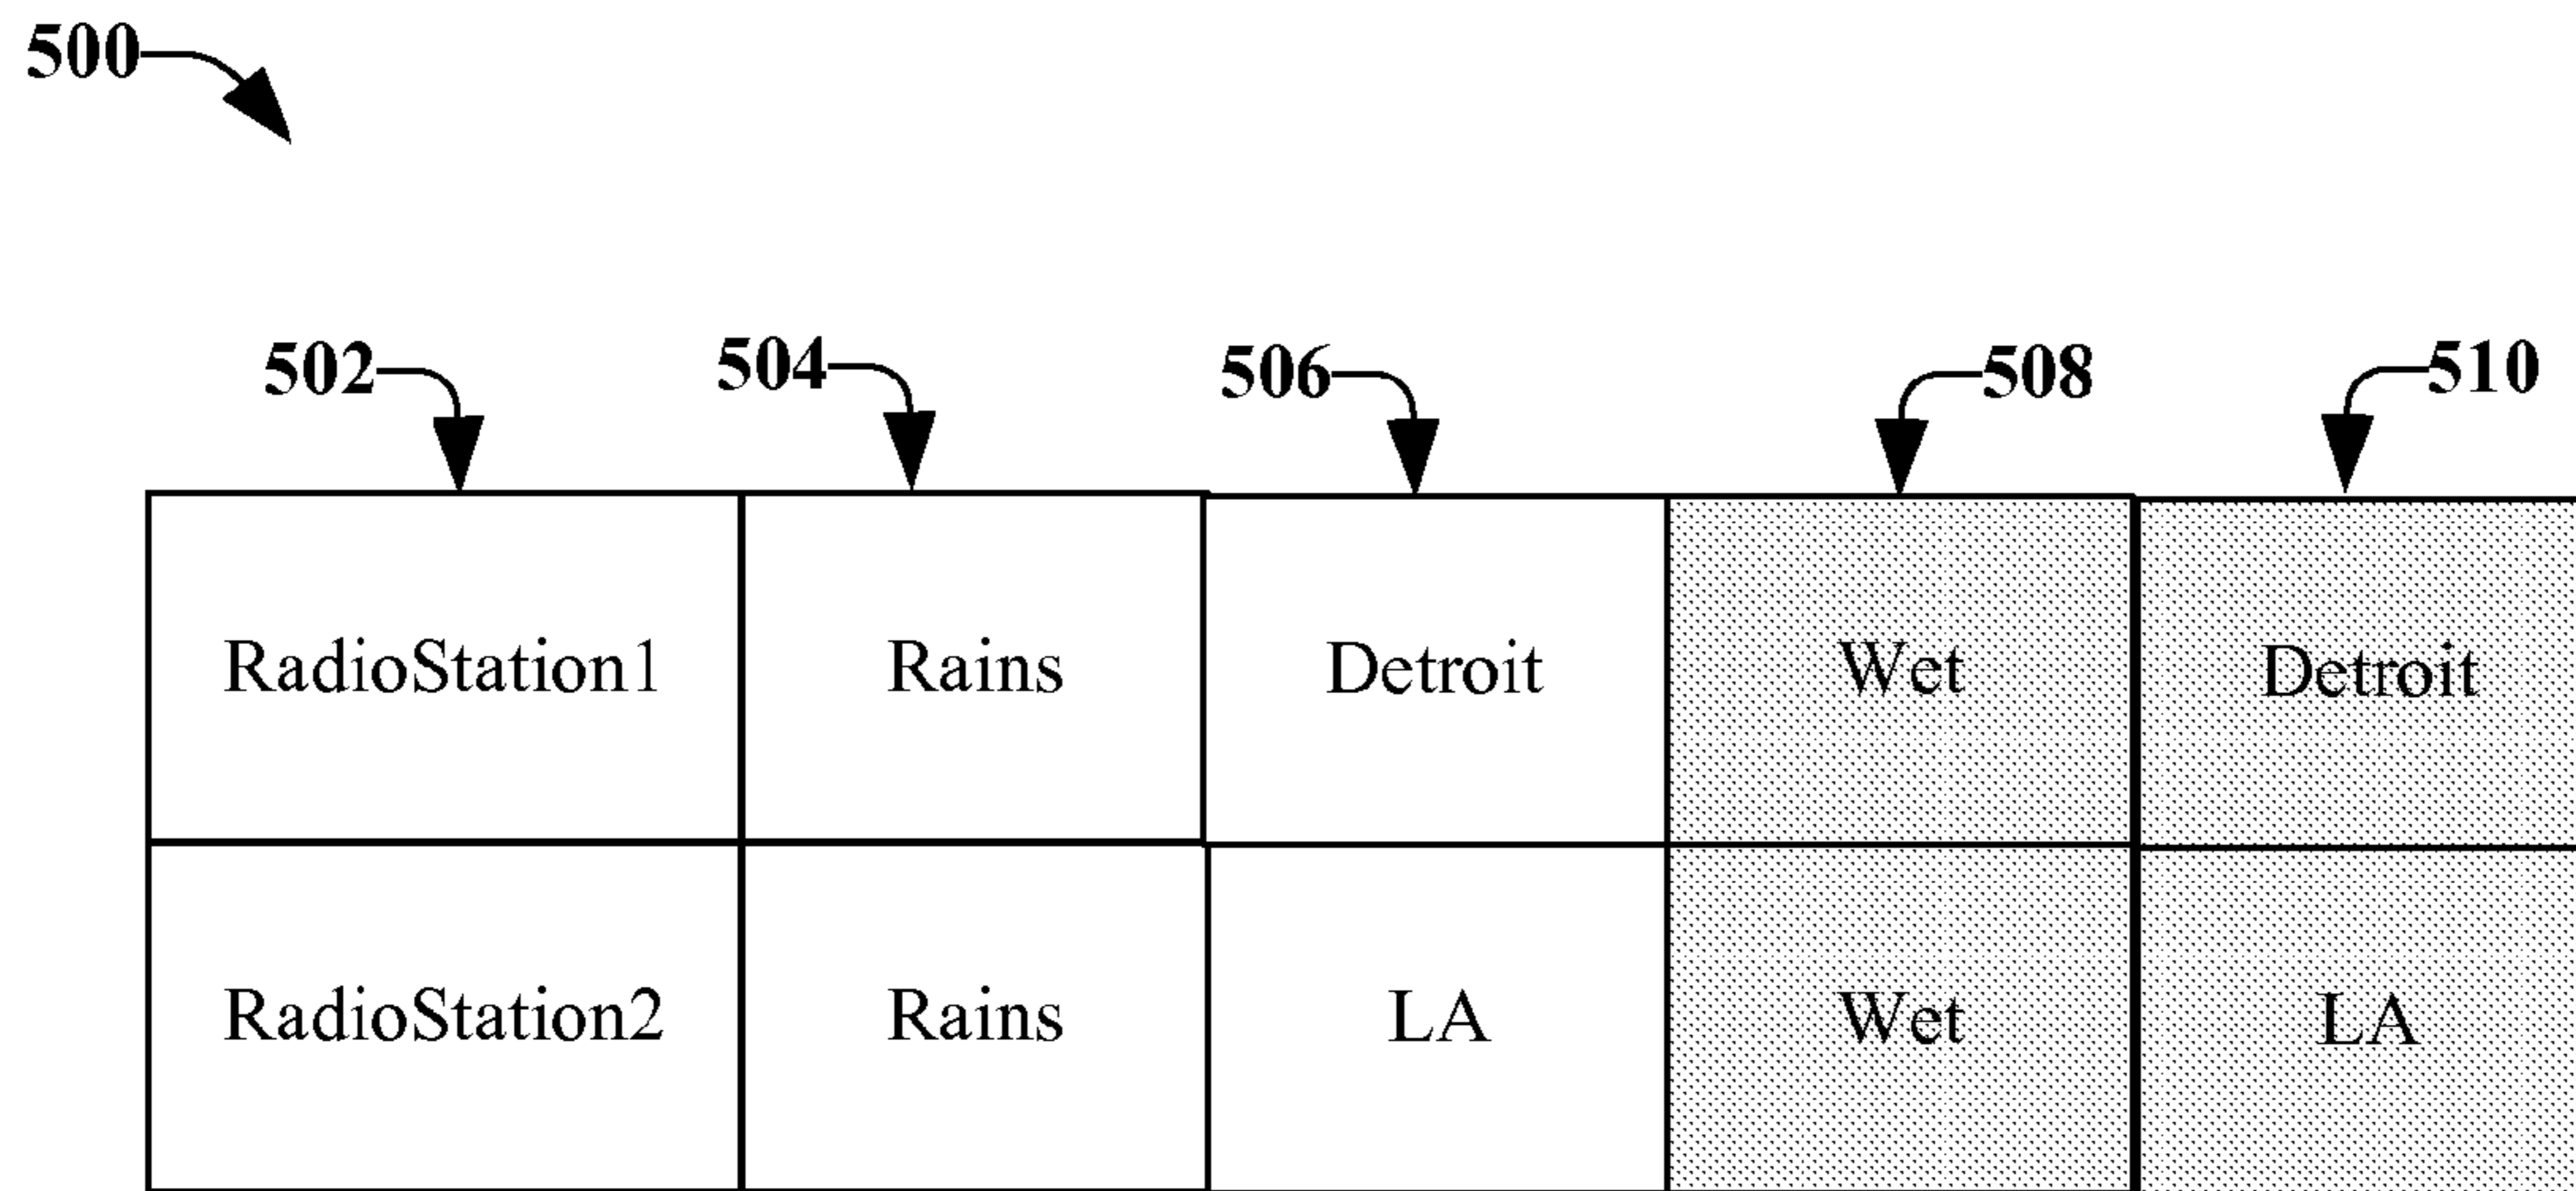 500
502 504 506 508 510
RadioStation1 Rains Detroit Wet Detroit
RadioStation2 Rains LA Wet LA